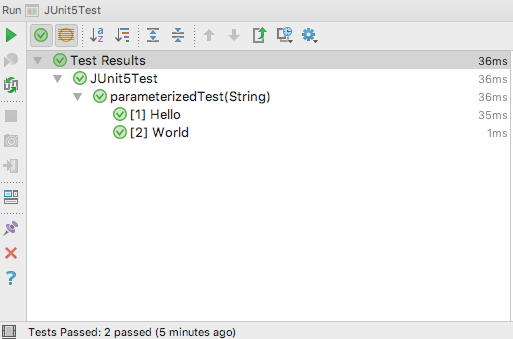 Run JUnit5Test
Test Results 36ms
JUnit5Test 36ms
parameterizedTest(String) 36ms
[1] Hello 35ms
[2] World 1ms
Tests Passed: 2 passed (5 minutes ago)